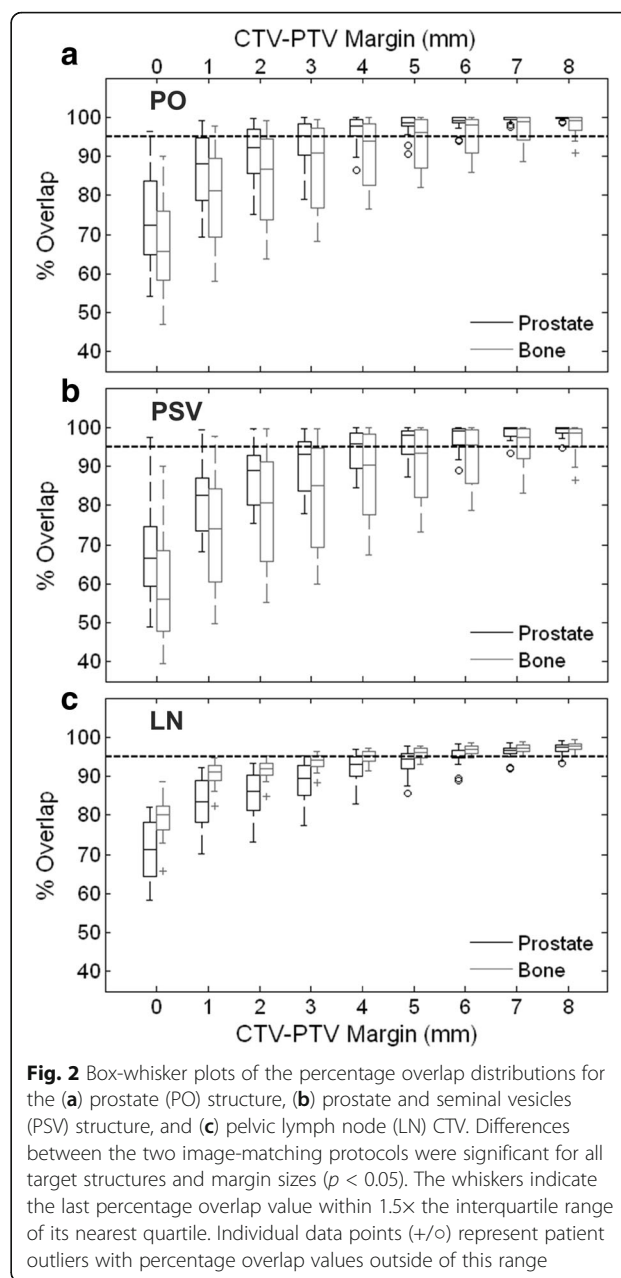 CTV-PTV Margin (mm)
0 1 2 3 4 5 6 7 8
a
PO
100
90
80
70
60
50
40
% Overlap
Prostate
Bone
b
PSV
100
90
80
70
60
50
40
% Overlap
Prostate
Bone
c
LN
100
90
80
70
60
50
40
% Overlap
Prostate
Bone
0 1 2 3 4 5 6 7 8
CTV-PTV Margin (mm)
Fig. 2 Box-whisker plots of the percentage overlap distributions for
the (a) prostate (PO) structure, (b) prostate and seminal vesicles
(PSV) structure, and (c) pelvic lymph node (LN) CTV. Differences
between the two image-matching protocols were significant for all
target structures and margin sizes (p < 0.05). The whiskers indicate
the last percentage overlap value within 1.5× the interquartile range
of its nearest quartile. Individual data points (+/○) represent patient
outliers with percentage overlap values outside of this range